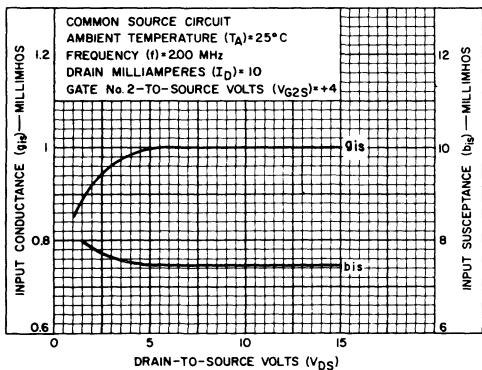 COMMON SOURCE CIRCUIT
AMBIENT TEMPERATURE (TA)=25°C
FREQUENCY (f)=200 MHz
DRAIN MILLIAMPERES (ID)=10
GATE No. 2-TO-SOURCE VOLTS (VG2S)=+4
INPUT CONDUCTANCE (gis)—MILLIMHOS
1.2
1
0.8
0.6
gis
bis
12
10
8
6
INPUT SUSCEPTANCE (bis)—MILLIMHOS
0 5 10 15 20
DRAIN-TO-SOURCE VOLTS (VDS)